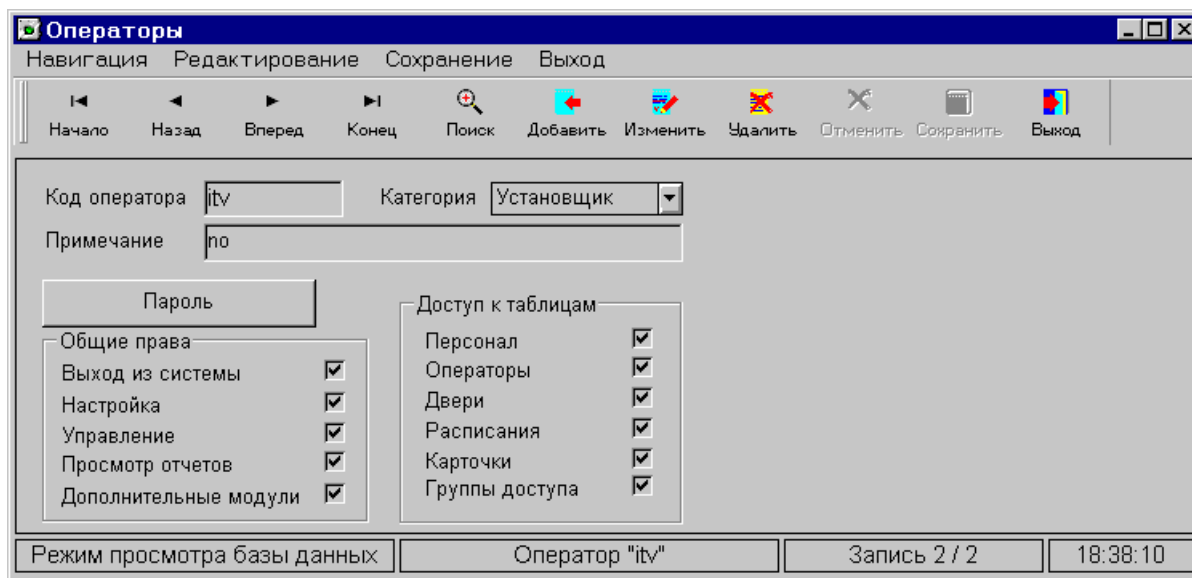 Операторы
Навигация Редактирование Сохранение Выход
Начало Назад Вперед Конец Поиск Добавить Изменить Удалить Отменить Сохранить Выход
Код оператора itv Категория Установщик
Примечание no
Пароль
Общие права
Выход из системы
Настройка
Управление
Просмотр отчетов
Дополнительные модули
Доступ к таблицам
Персонал
Операторы
Двери
Расписания
Карточки
Группы доступа
Режим просмотра базы данных Оператор "itv" Запись 2 / 2 18:38:10